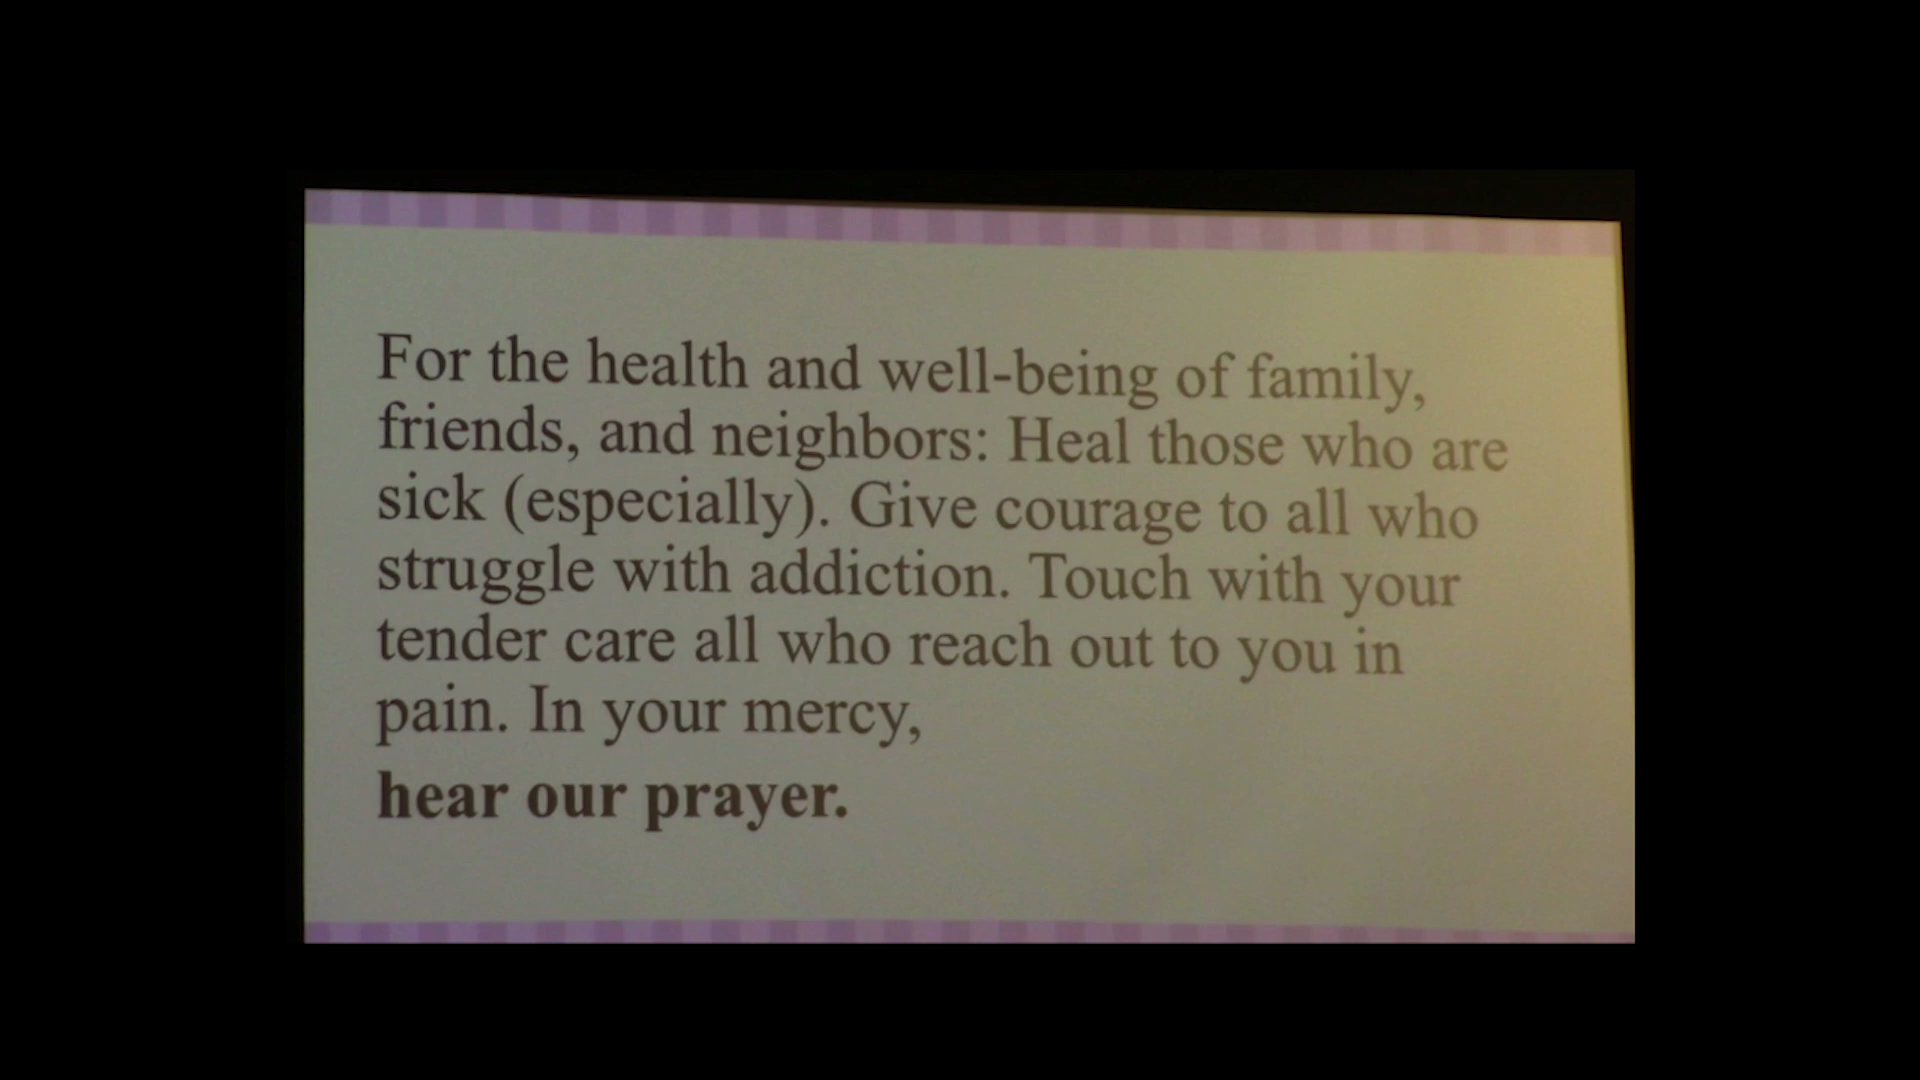 For the health and well-being of family,
friends, and neighbors: Heal those who are
sick (especially). Give courage to all who
struggle with addiction. Touch with your
tender care all who reach out to you in
pain. In your mercy,
hear our prayer.